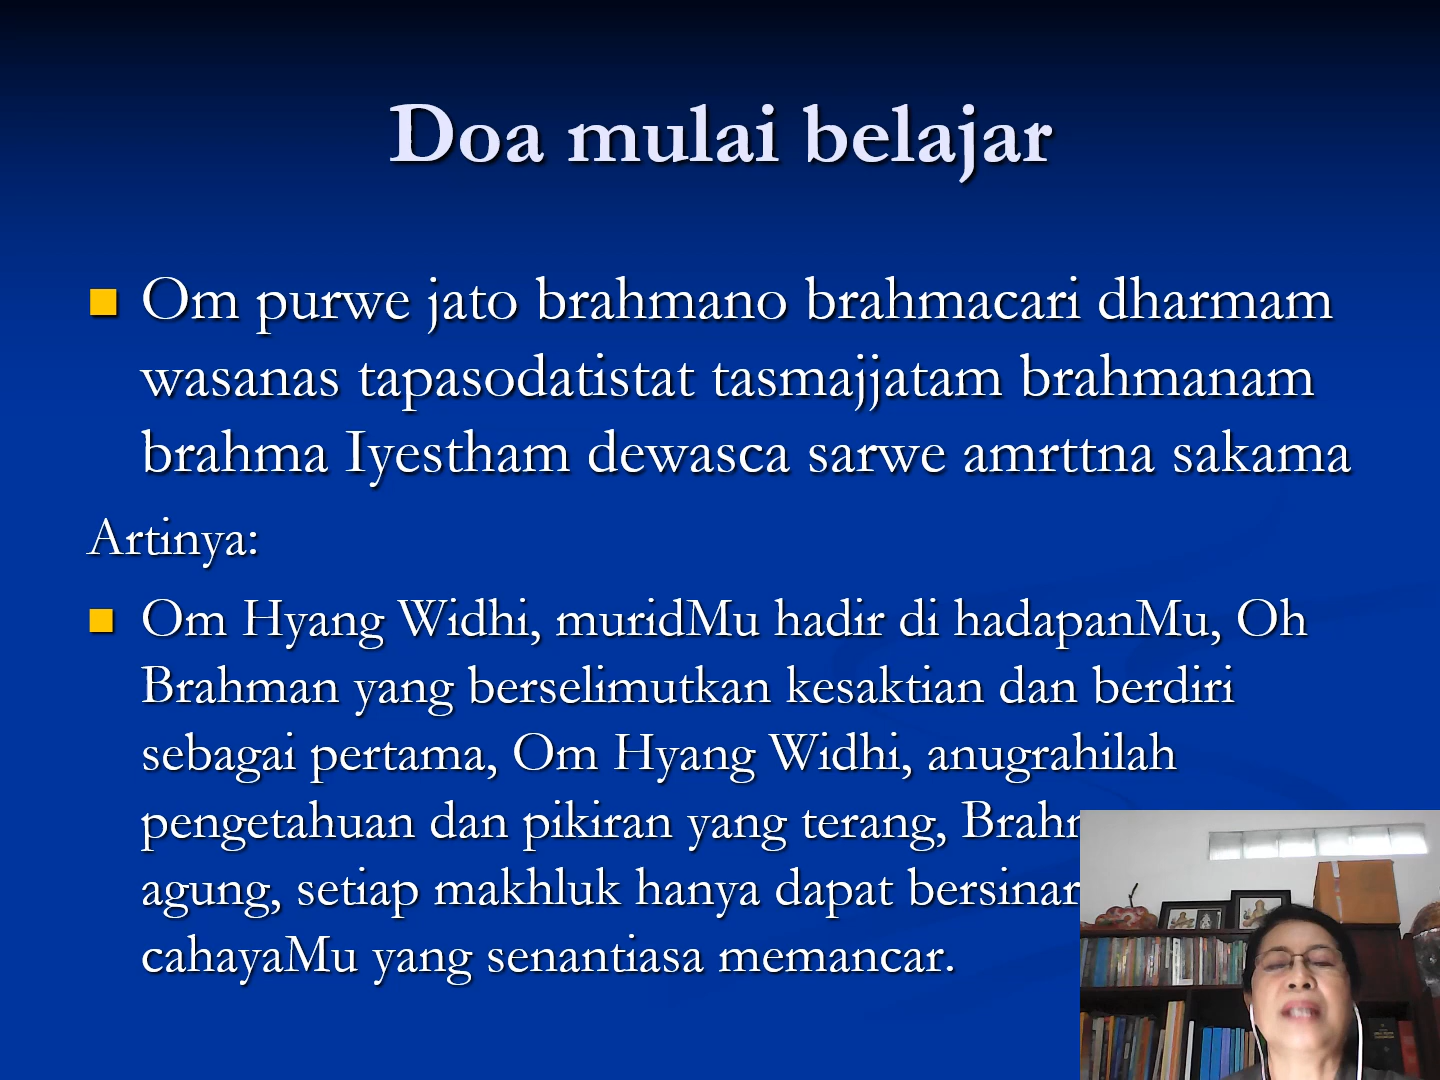 Doa mulai belajar
Om purwe jato brahmano brahmacari dharmam
wasanas tapasodatistat tasmajjatam brahmanam
brahma Iyestham dewasca sarwe amrttna sakama
Artinya:
Om Hyang Widhi, muridMu hadir di hadapanMu, Oh
Brahman yang berselimutkan kesaktian dan berdiri
sebagai pertama, Om Hyang Widhi, anugrahilah
pengetahuan dan pikiran yang terang,
agung, setiap makhluk hanya dapat bersinar
cahayaMu yang senantiasa memancar.